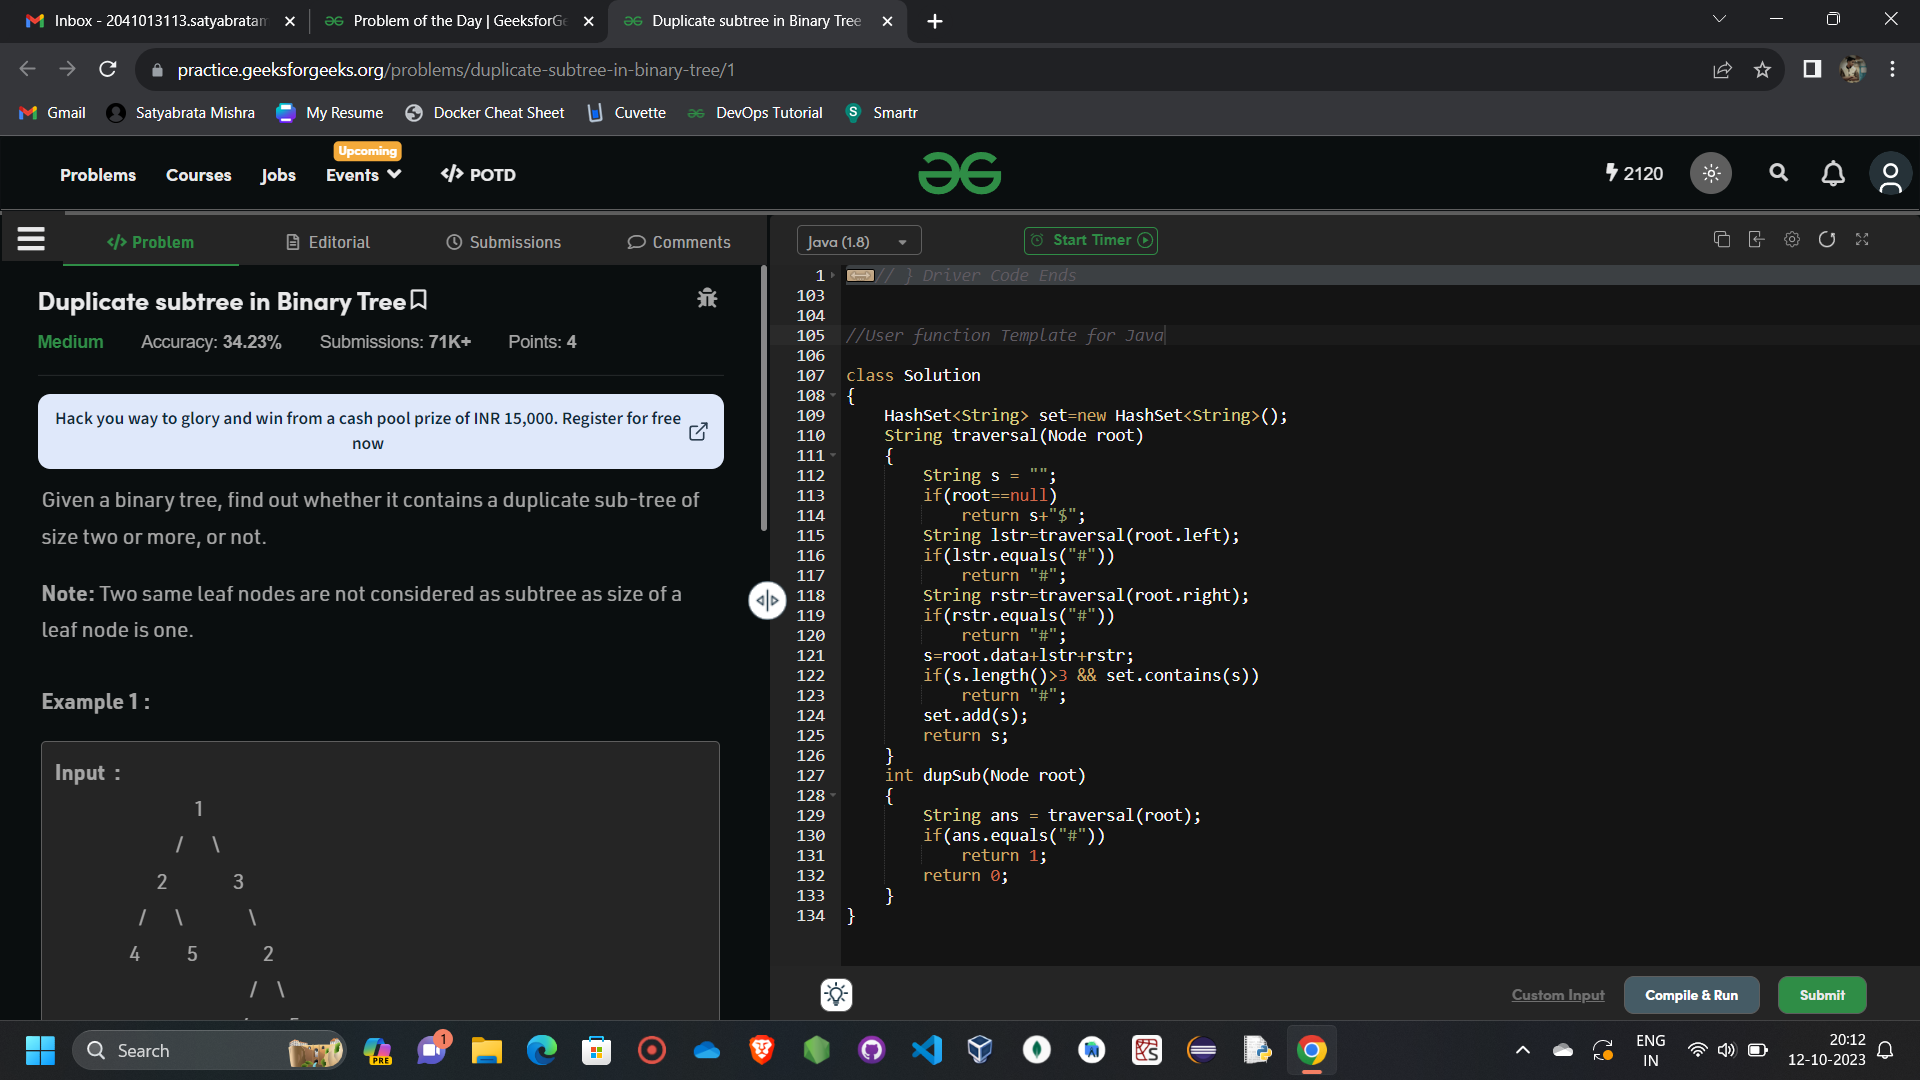 Inbox - 2041013113.satyabratam
Problem of the Day | GeeksforGe
Duplicate subtree in Binary Tree
practice.geeksforgeeks.org/problems/duplicate-subtree-in-binary-tree/1
Gmail Satyabrata Mishra My Resume Docker Cheat Sheet Cuvette DevOps Tutorial Smartr
Upcoming
Problems Courses Jobs Events </> POTD 2120
</> Problem Editorial Submissions Comments
Java (1.8) Start Timer
Duplicate subtree in Binary Tree
Medium Accuracy: 34.23% Submissions: 71K+ Points: 4
Hack you way to glory and win from a cash pool prize of INR 15,000. Register for free
now
Given a binary tree, find out whether it contains a duplicate sub-tree of
size two or more, or not.
Note: Two same leaf nodes are not considered as subtree as size of a
leaf node is one.
Example 1 :
Input :
1
/ \
2 3
/ \ \
4 5 2
/ \
1 // } Driver Code Ends
103
104
105 //User function Template for Java
106
107 class Solution
108 {
109 HashSet<String> set=new HashSet<String>();
110 String traversal(Node root)
111 {
112 String s = "";
113 if(root==null)
114 return s+"$";
115 String lstr=traversal(root.left);
116 if(lstr.equals("#"))
117 return "#";
118 String rstr=traversal(root.right);
119 if(rstr.equals("#"))
120 return "#";
121 s=root.data+lstr+rstr;
122 if(s.length()>3 && set.contains(s))
123 return "#";
124 set.add(s);
125 return s;
126 }
127 int dupSub(Node root)
128 {
129 String ans = traversal(root);
130 if(ans.equals("#"))
131 return 1;
132 return 0;
133 }
134 }
Custom Input Compile & Run Submit
Search
PRE
1
ENG
IN
20:12
12-10-2023